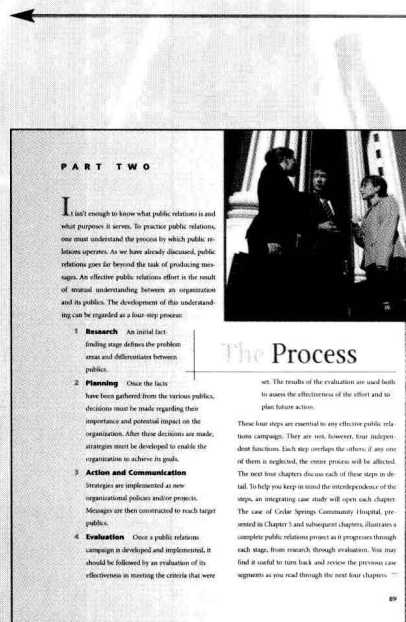 PART TWO
It isn't enough to know what public relations is and
what purposes it serves. To practice public relations,
one must understand the process by which public re-
lations operates. As we have already discussed, public
relations goes far beyond the task of producing mes-
sages. An effective public relations effort is the result
of mutual understanding between an organization
and its publics. The development of this understand-
ing can be regarded as a four-step process:
1 Research An initial fact-
finding stage defines the problem
areas and differentiates between
publics.
2 Planning Once the facts
have been gathered from the various publics,
decisions must be made regarding their
importance and potential impact on the
organization. After these decisions are made,
strategies must be developed to enable the
organization to achieve its goals.
3 Action and Communication
Strategies are implemented as new
organizational policies and/or projects.
Messages are then constructed to reach target
publics.
4 Evaluation Once a public relations
campaign is developed and implemented, it
should be followed by an evaluation of its
effectiveness in meeting the criteria that were
The Process
set. The results of the evaluation are used both
to assess the effectiveness of the effort and to
plan future action.
These four steps are essential to any effective public rela-
tions campaign. They are not, however, four indepen-
dent functions. Each step overlaps the others; if any one
of them is neglected, the entire process will be affected.
The next four chapters discuss each of these steps in de-
tail. To help you keep in mind the interdependence of the
steps, an integrating case study will open each chapter.
The case of Cedar Springs Community Hospital, pre-
sented in Chapter 5 and subsequent chapters, illustrates a
complete public relations project as it progresses through
each stage, from research through evaluation. You may
find it useful to turn back and review the previous case
segments as you read through the next four chapters
89